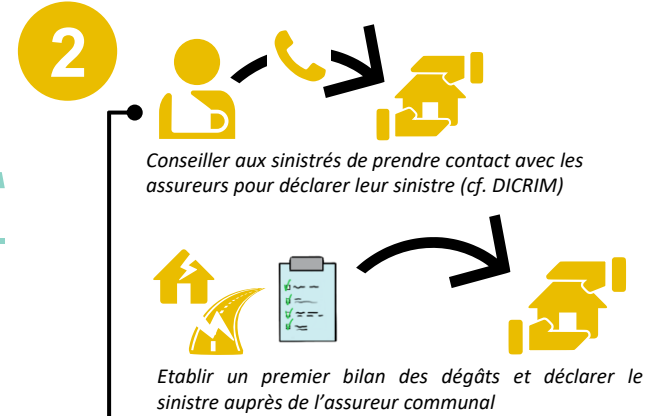 2
Conseiller aux sinistrés de prendre contact avec les
assureurs pour déclarer leur sinistre (cf. DICRIM)
Etablir un premier bilan des dégâts et déclarer le
sinistre auprès de l'assureur communal